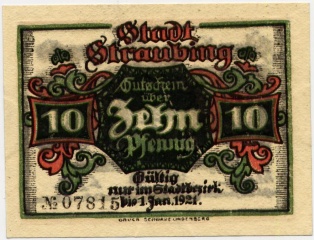 Stadt
Straubing
Gutschein
über
10 Zehn 10
Pfennig
Gültig
nur im Stadtbezirk
№ 07815 bis 1. Jan. 1921.